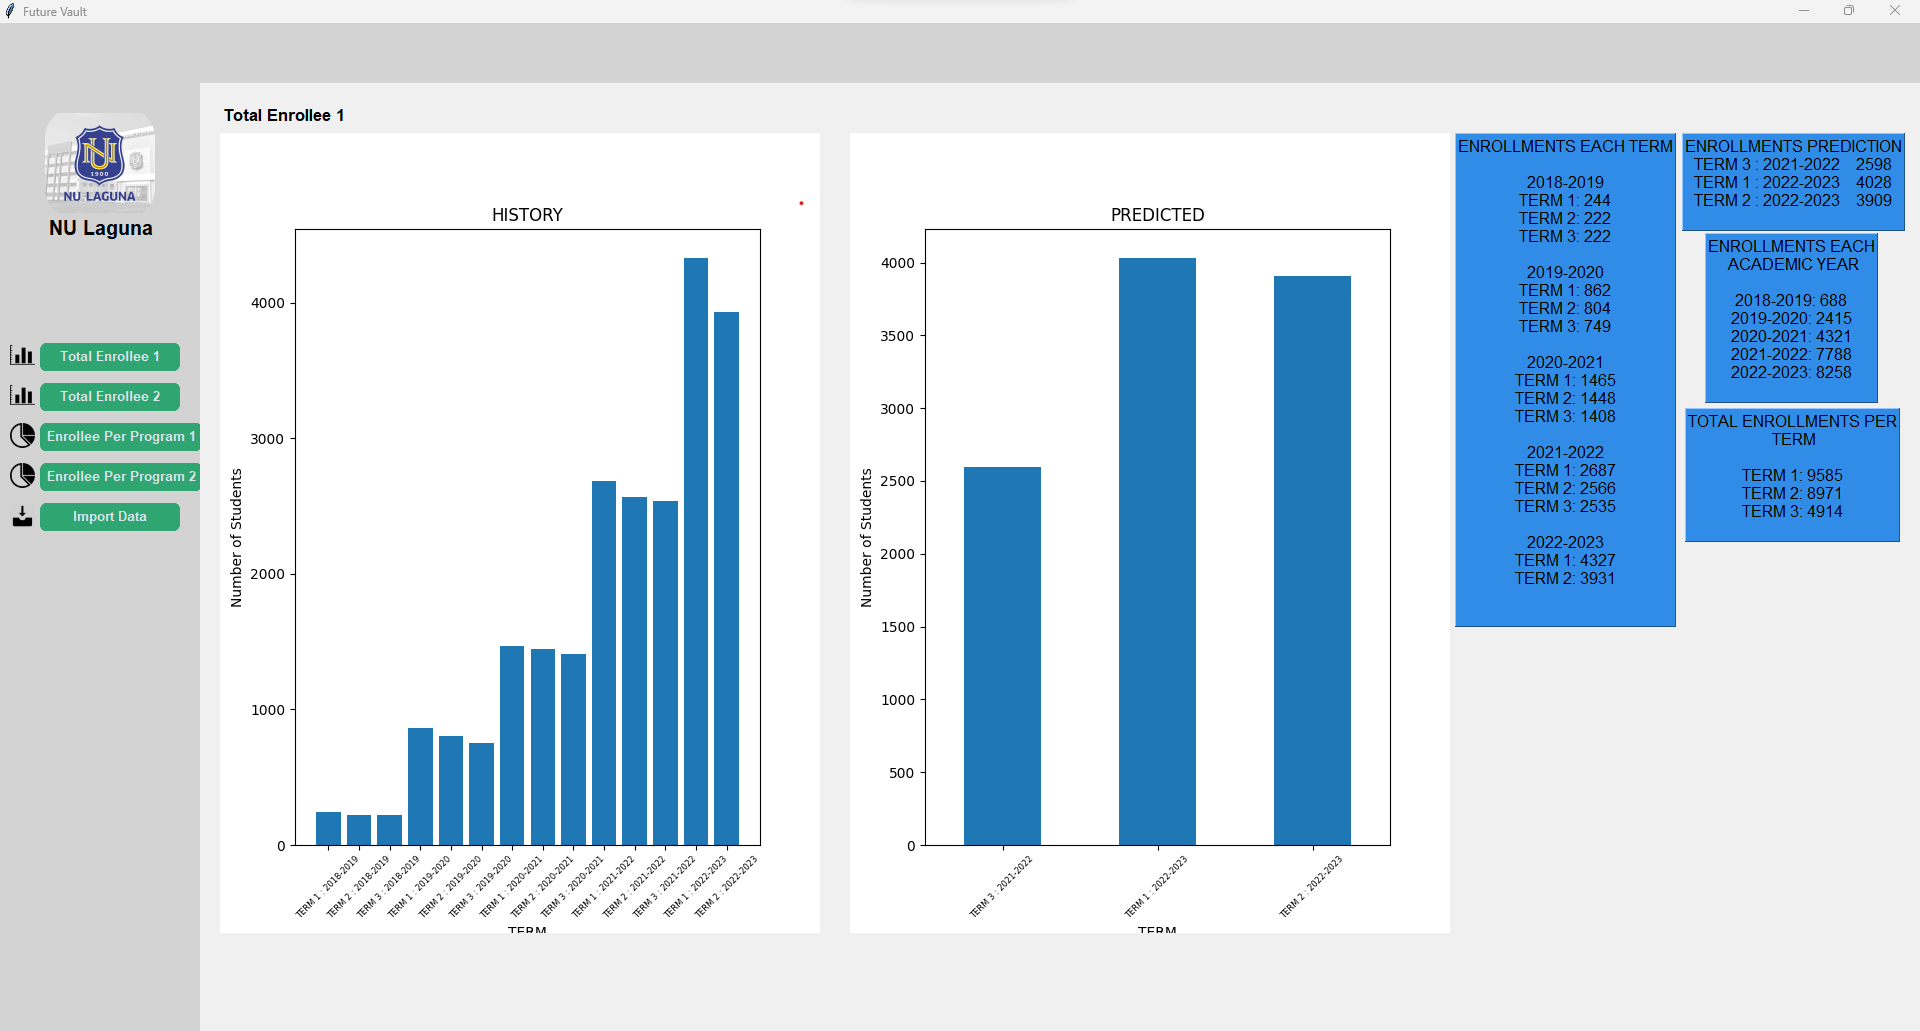 Future Vault
NU
1900
NU LAGUNA
NU Laguna
Total Enrollee 1
Total Enrollee 2
Enrollee Per Program 1
Enrollee Per Program 2
Import Data
Total Enrollee 1
HISTORY
Number of Students
4000
3000
2000
1000
0
TERM 1 : 2018-2019
TERM 2 : 2018-2019
TERM 3 : 2018-2019
TERM 1 : 2019-2020
TERM 2 : 2019-2020
TERM 3 : 2019-2020
TERM 1 : 2020-2021
TERM 2 : 2020-2021
TERM 3 : 2020-2021
TERM 1 : 2021-2022
TERM 2 : 2021-2022
TERM 3 : 2021-2022
TERM 1 : 2022-2023
TERM 2 : 2022-2023
TERM
PREDICTED
Number of Students
4000
3500
3000
2500
2000
1500
1000
500
0
TERM 3 : 2021-2022
TERM 1 : 2022-2023
TERM 2 : 2022-2023
TERM
ENROLLMENTS EACH TERM
2018-2019
TERM 1: 244
TERM 2: 222
TERM 3: 222
2019-2020
TERM 1: 862
TERM 2: 804
TERM 3: 749
2020-2021
TERM 1: 1465
TERM 2: 1448
TERM 3: 1408
2021-2022
TERM 1: 2687
TERM 2: 2566
TERM 3: 2535
2022-2023
TERM 1: 4327
TERM 2: 3931
ENROLLMENTS PREDICTION
TERM 3 : 2021-2022 2598
TERM 1 : 2022-2023 4028
TERM 2 : 2022-2023 3909
ENROLLMENTS EACH
ACADEMIC YEAR
2018-2019: 688
2019-2020: 2415
2020-2021: 4321
2021-2022: 7788
2022-2023: 8258
TOTAL ENROLLMENTS PER
TERM
TERM 1: 9585
TERM 2: 8971
TERM 3: 4914